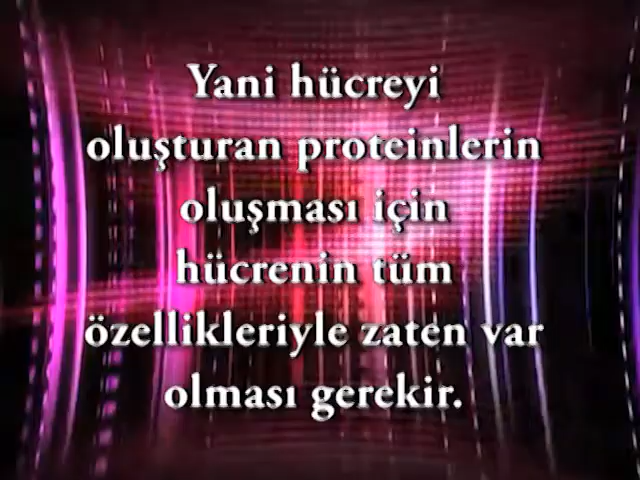 Yani hücreyi
oluşturan proteinlerin
oluşması için
hücrenin tüm
özellikleriyle zaten var
olması gerekir.